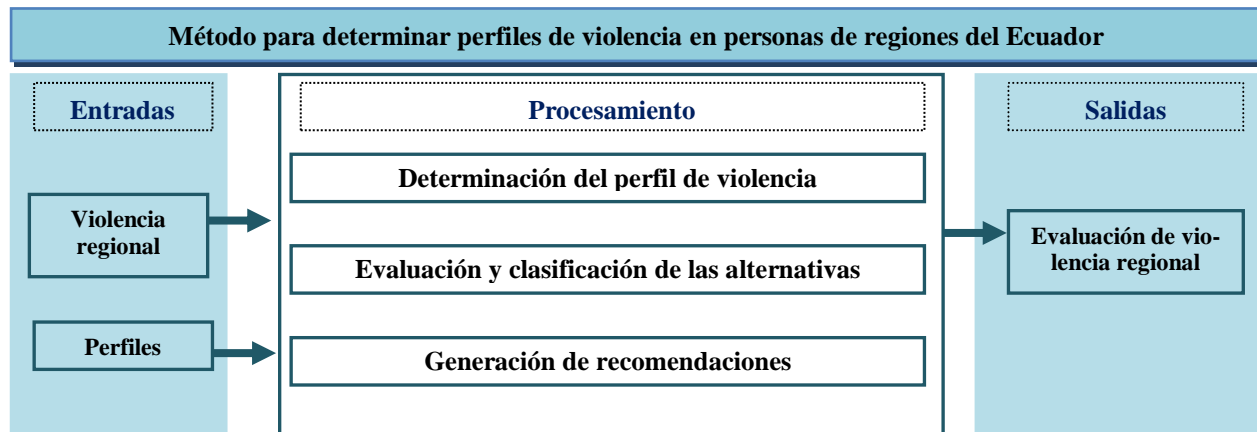 Método para determinar perfiles de violencia en personas de regiones del Ecuador
Entradas
Violencia
regional
Perfiles
Procesamiento
Determinación del perfil de violencia
Evaluación y clasificación de las alternativas
Generación de recomendaciones
Salidas
Evaluación de vio-
lencia regional